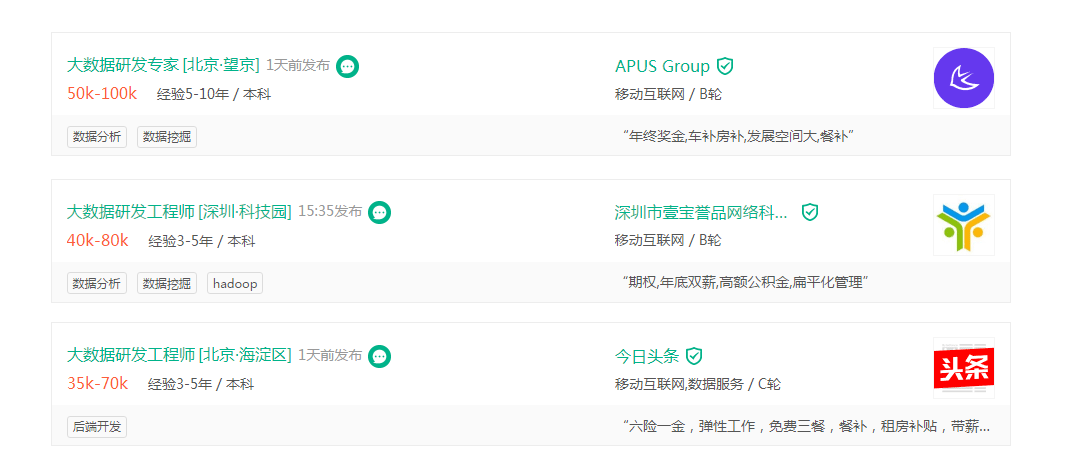 大数据研发专家 [北京·望京] 1天前发布
APUS Group
50k-100k 经验5-10年 / 本科
移动互联网 / B轮
数据分析 数据挖掘
“年终奖金,车补房补,发展空间大,餐补”
大数据研发工程师 [深圳·科技园] 15:35发布
深圳市壹宝誉品网络科...
40k-80k 经验3-5年 / 本科
移动互联网 / B轮
数据分析 数据挖掘 hadoop
“期权,年底双薪,高额公积金,扁平化管理”
大数据研发工程师 [北京·海淀区] 1天前发布
今日头条
头条
35k-70k 经验3-5年 / 本科
移动互联网,数据服务 / C轮
后端开发
“六险一金，弹性工作，免费三餐，餐补，租房补贴，带薪...